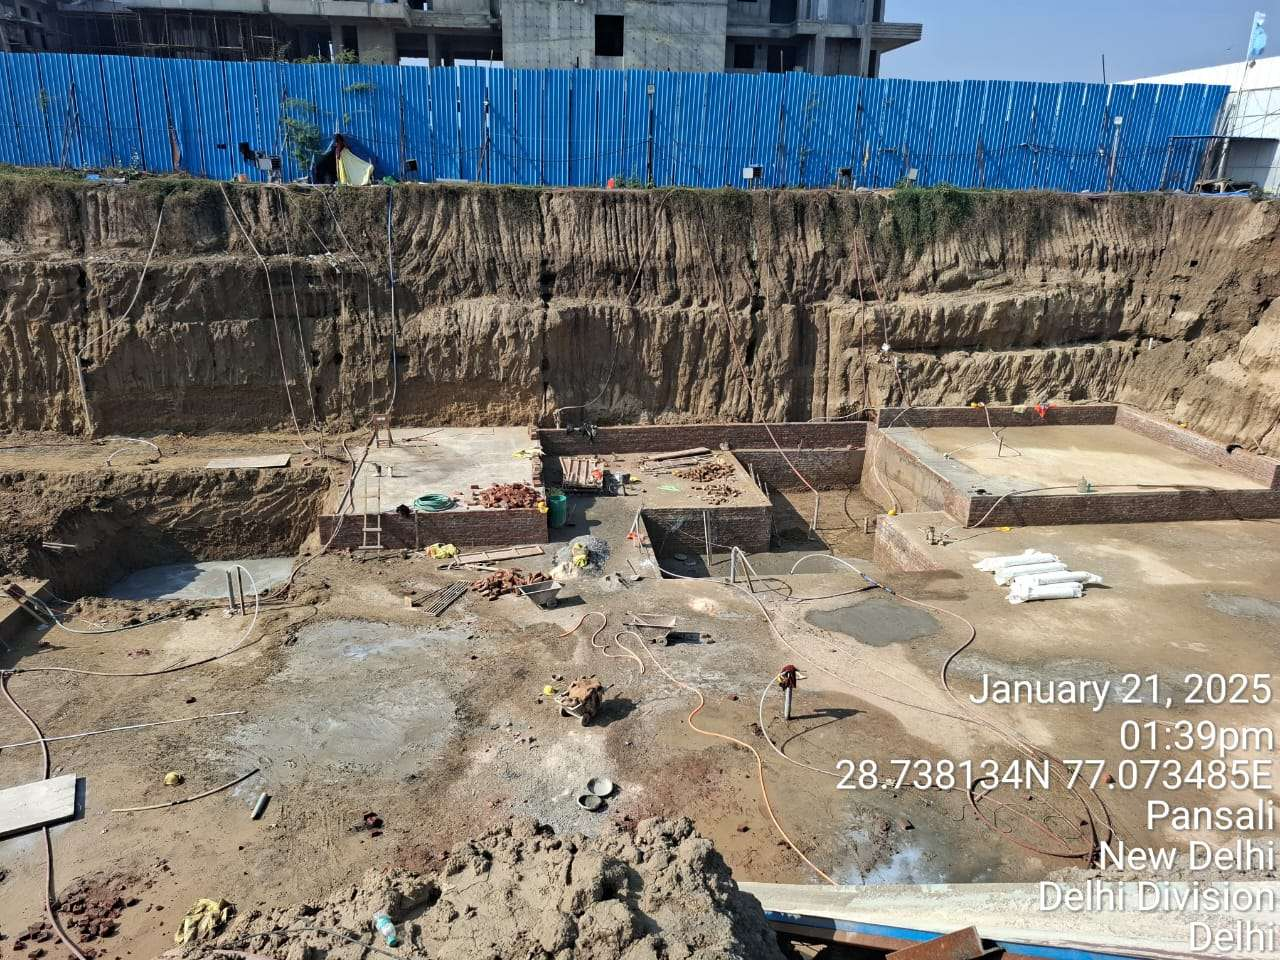 January 21, 2025
01:39pm
28.738134N 77.073485E
Pansali
New Delhi
Delhi Division
Delhi